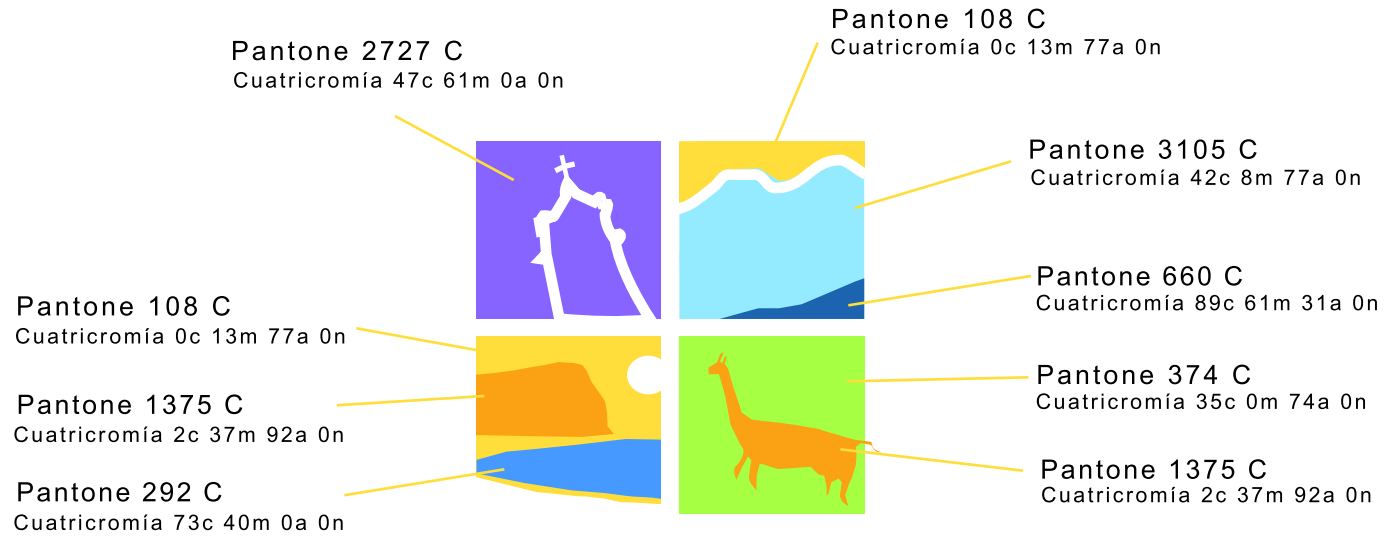 Pantone 2727 C
Cuatricromía 47c 61m 0a 0n
Pantone 108 C
Cuatricromía 0c 13m 77a 0n
Pantone 3105 C
Cuatricromía 42c 8m 77a 0n
Pantone 660 C
Cuatricromía 89c 61m 31a 0n
Pantone 108 C
Cuatricromía 0c 13m 77a 0n
Pantone 1375 C
Cuatricromía 2c 37m 92a 0n
Pantone 292 C
Cuatricromía 73c 40m 0a 0n
Pantone 374 C
Cuatricromía 35c 0m 74a 0n
Pantone 1375 C
Cuatricromía 2c 37m 92a 0n